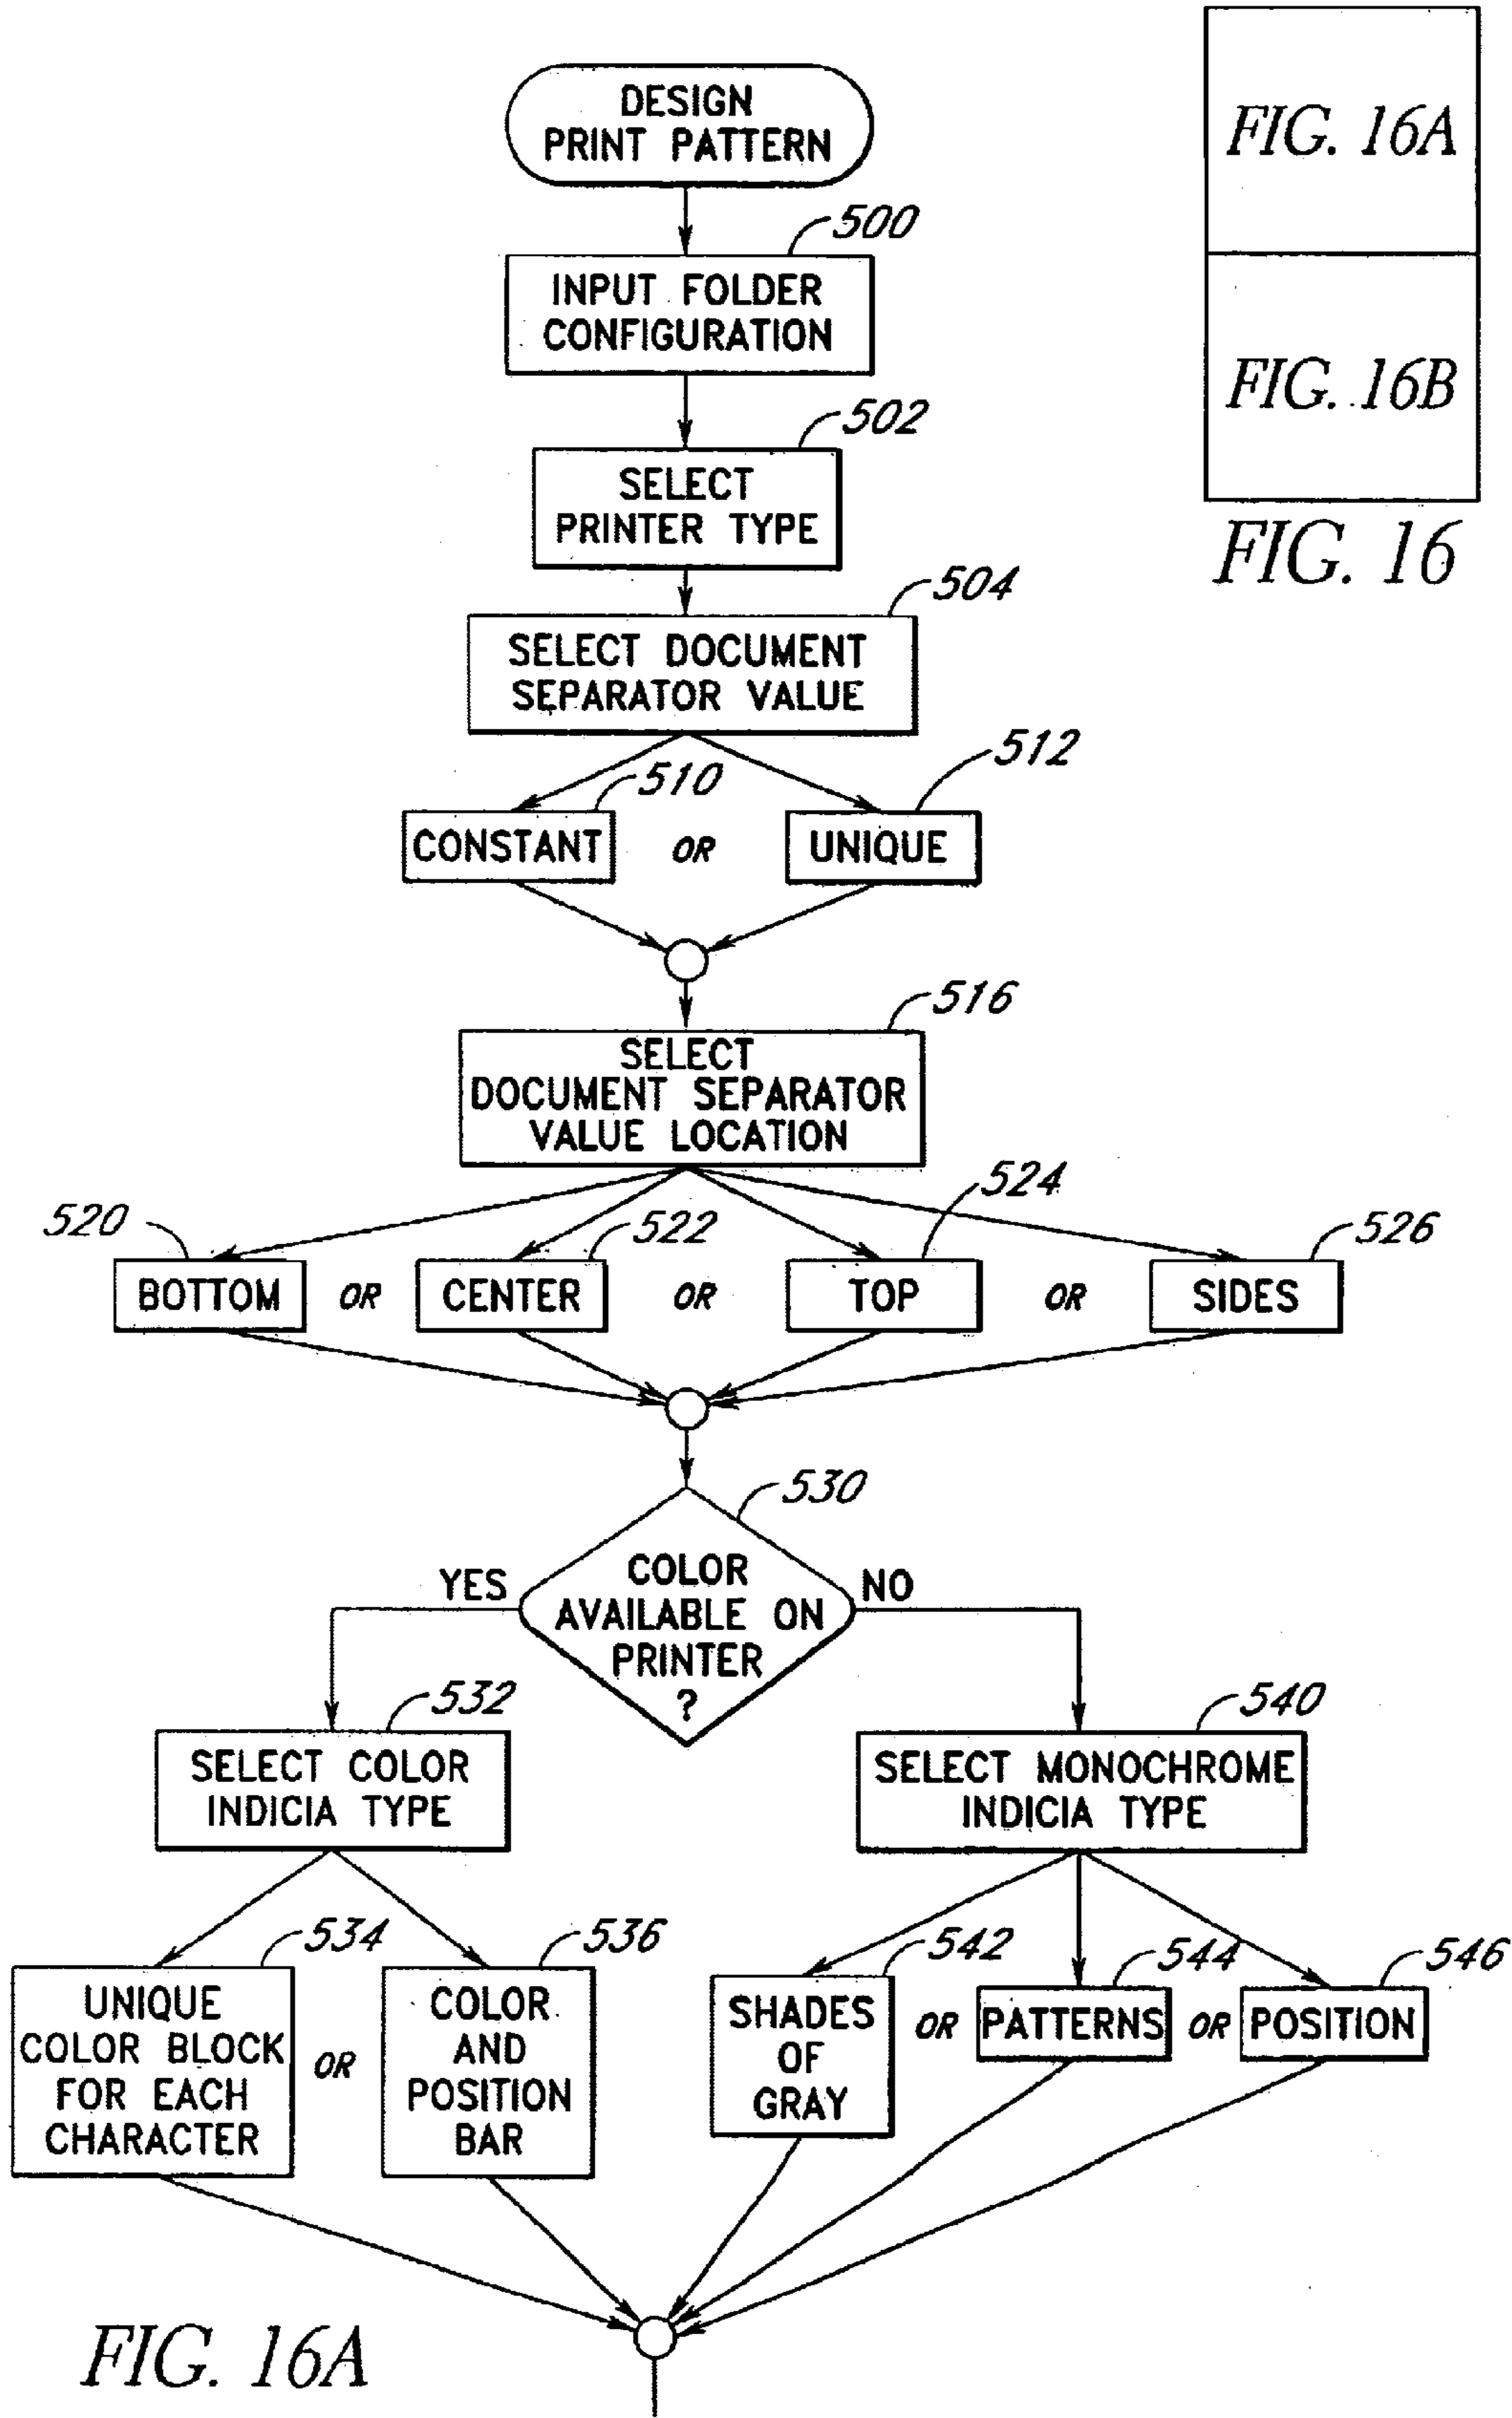 DESIGN
PRINT PATTERN
500
INPUT FOLDER
CONFIGURATION
502
SELECT
PRINTER TYPE
504
SELECT DOCUMENT
SEPARATOR VALUE
510
512
CONSTANT OR UNIQUE
516
SELECT
DOCUMENT SEPARATOR
VALUE LOCATION
520 522 524 526
BOTTOM OR CENTER OR TOP OR SIDES
530
COLOR
AVAILABLE ON
PRINTER
?
YES
NO
532
SELECT COLOR
INDICIA TYPE
540
SELECT MONOCHROME
INDICIA TYPE
534
UNIQUE
COLOR BLOCK
FOR EACH
CHARACTER
OR
536
COLOR
AND
POSITION
BAR
542
SHADES
OF
GRAY
OR
544
PATTERNS
OR
546
POSITION
FIG. 16A
FIG. 16A
FIG. 16B
FIG. 16